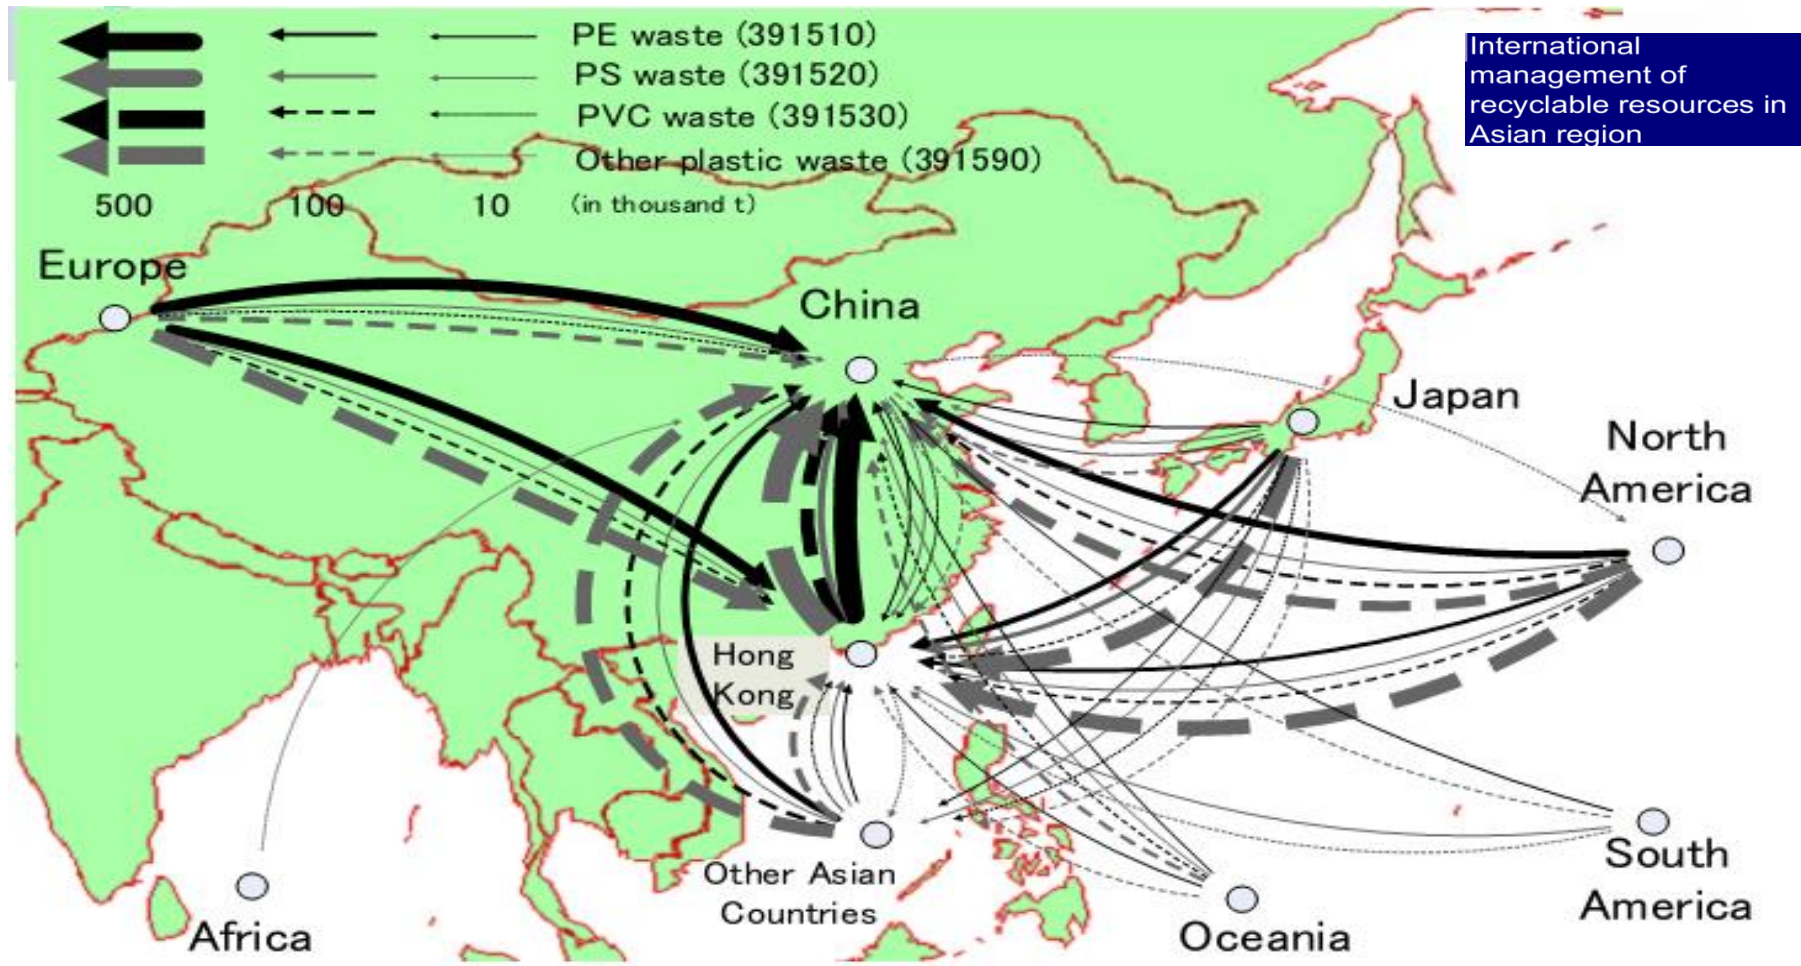 PE waste (391510)
PS waste (391520)
PVC waste (391530)
Other plastic waste (391590)
500 100 10 (in thousand t)
International
management of
recyclable resources in
Asian region
Europe
China
Japan
North
America
Hong
Kong
Other Asian
Countries
South
America
Africa
Oceania